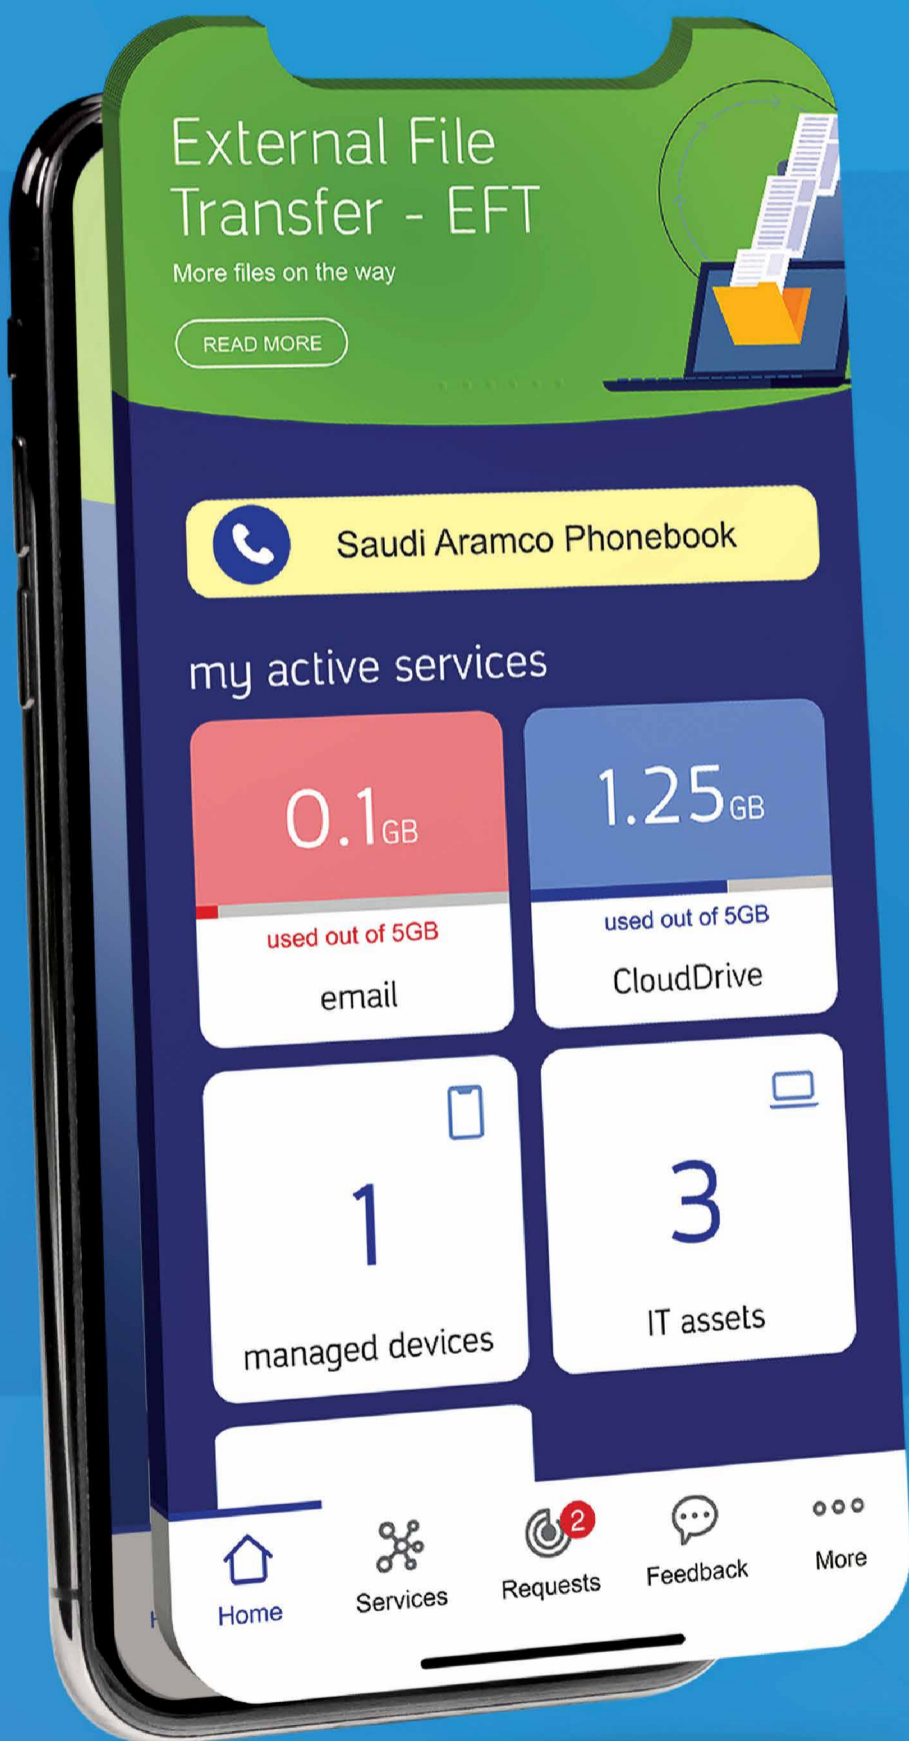 External File
Transfer - EFT
More files on the way
READ MORE
Saudi Aramco Phonebook
my active services
0.1GB
used out of 5GB
email
1.25GB
used out of 5GB
CloudDrive
1
managed devices
3
IT assets
Home
Services
2
Requests
Feedback
More